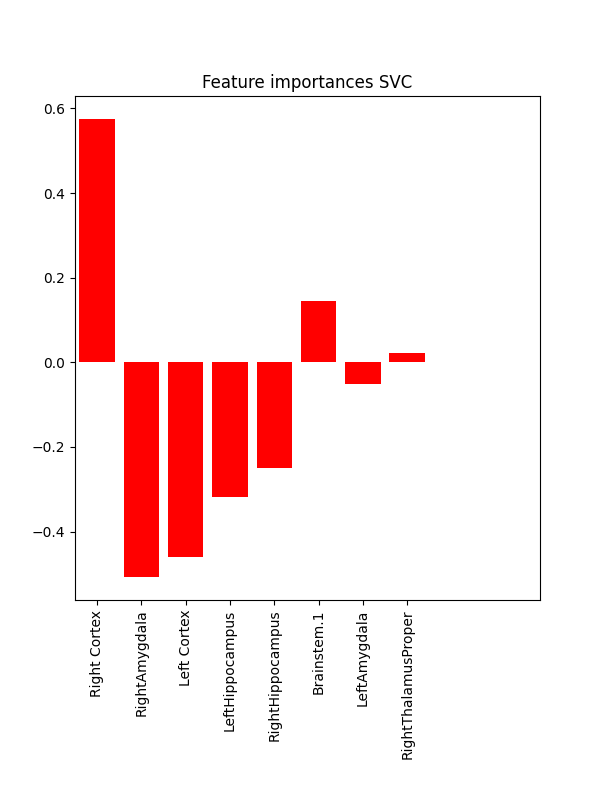 Feature importances SVC
0.6
0.4
0.2
0.0
−0.2
−0.4
Right Cortex
RightAmygdala
Left Cortex
LeftHippocampus
RightHippocampus
Brainstem.1
LeftAmygdala
RightThalamusProper